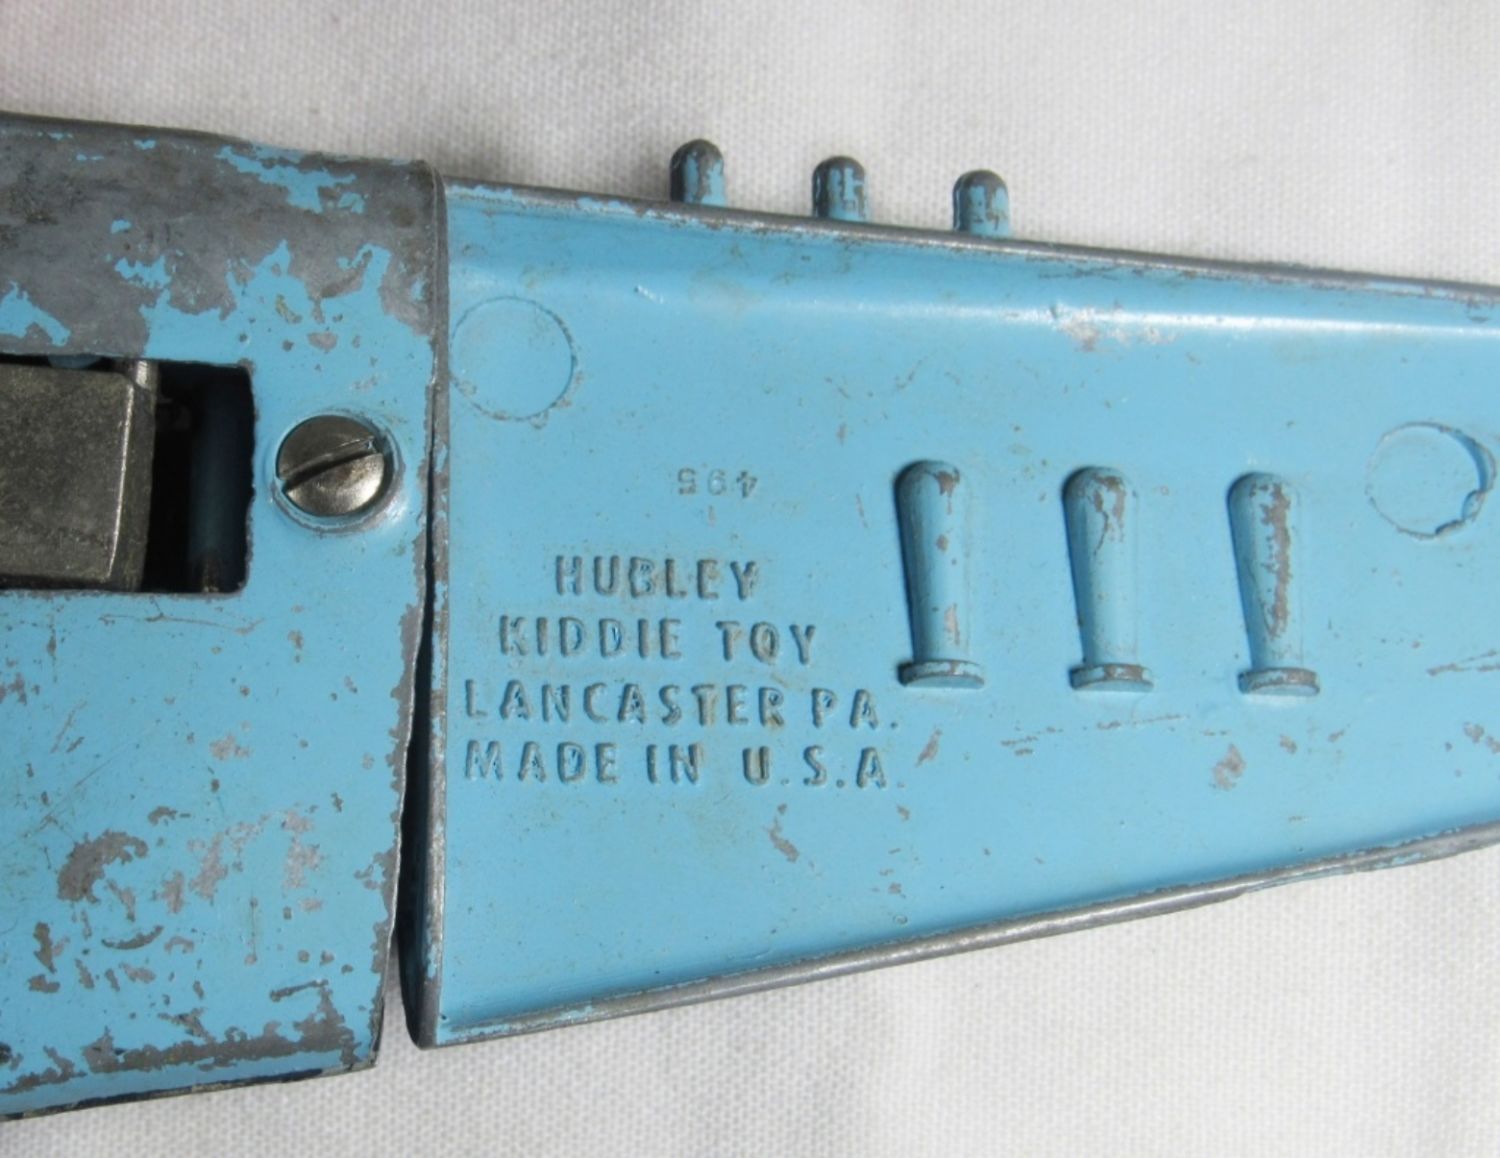 495
HUBLEY
KIDDIE TOY
LANCASTER PA.
MADE IN U.S.A.